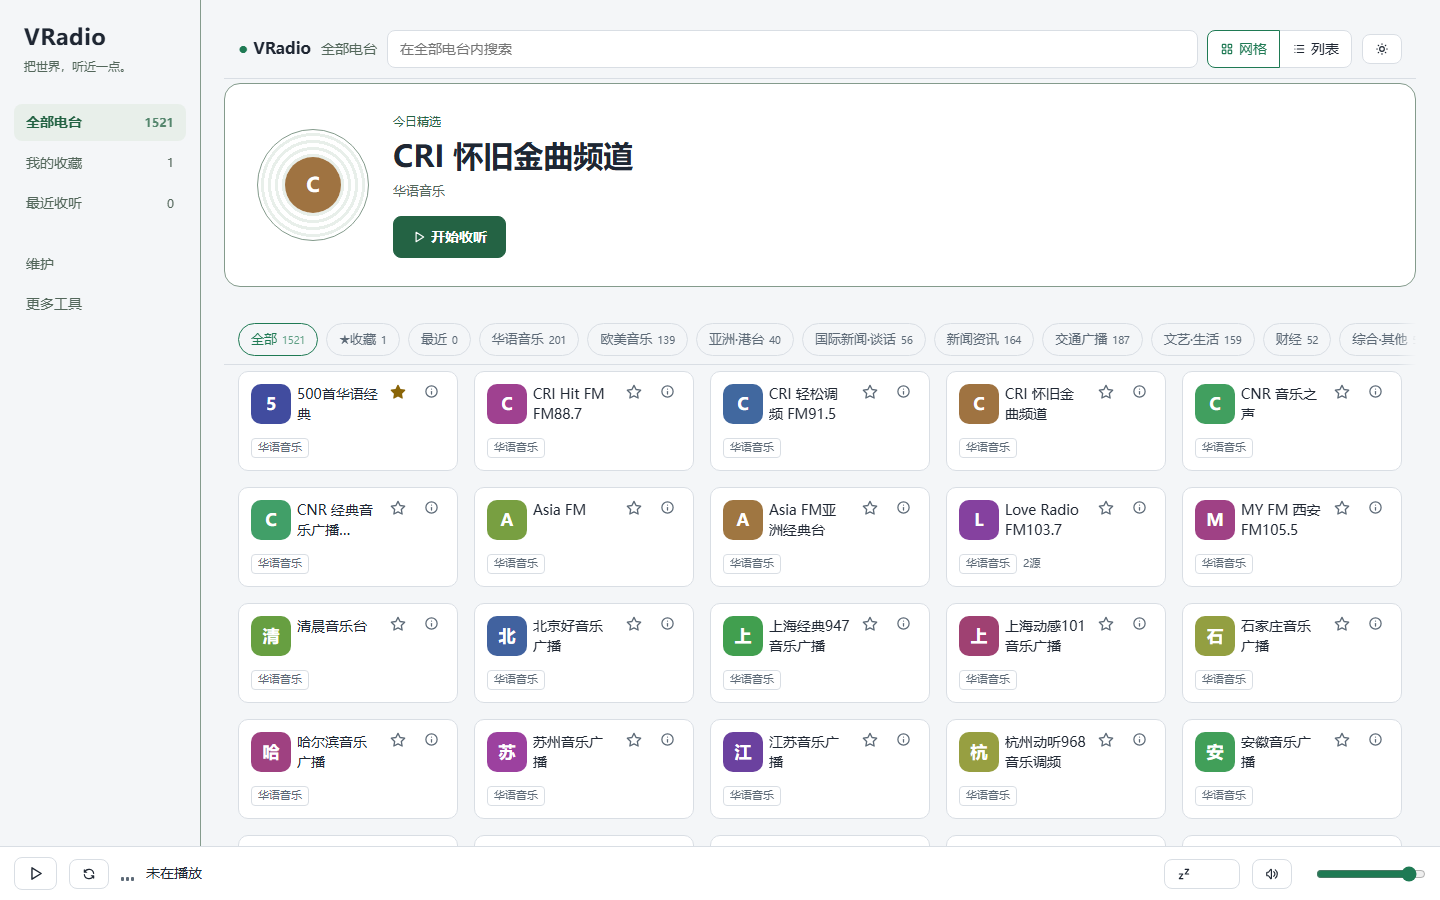 VRadio
把世界，听近一点。
全部电台 1521
我的收藏 1
最近收听 0
维护
更多工具
VRadio 全部电台
在全部电台内搜索
网格
列表
C
今日精选
CRI 怀旧金曲频道
华语音乐
开始收听
全部 1521
★收藏 1
最近 0
华语音乐 201
欧美音乐 139
亚洲·港台 40
国际新闻·谈话 56
新闻资讯 164
交通广播 187
文艺·生活 159
财经 52
综合·其他
5
500首华语经典
华语音乐
C
CRI Hit FM FM88.7
华语音乐
C
CRI 轻松调频 FM91.5
华语音乐
C
CRI 怀旧金曲频道
华语音乐
C
CNR 音乐之声
华语音乐
C
CNR 经典音乐广播...
华语音乐
A
Asia FM
华语音乐
A
Asia FM亚洲经典台
华语音乐
L
Love Radio FM103.7
华语音乐 2源
M
MY FM 西安 FM105.5
华语音乐
清
清晨音乐台
华语音乐
北
北京好音乐广播
华语音乐
上
上海经典947音乐广播
华语音乐
上
上海动感101音乐广播
华语音乐
石
石家庄音乐广播
华语音乐
哈
哈尔滨音乐广播
华语音乐
苏
苏州音乐广播
华语音乐
江
江苏音乐广播
华语音乐
杭
杭州动听968音乐调频
华语音乐
安
安徽音乐广播
华语音乐
... 未在播放
zZ